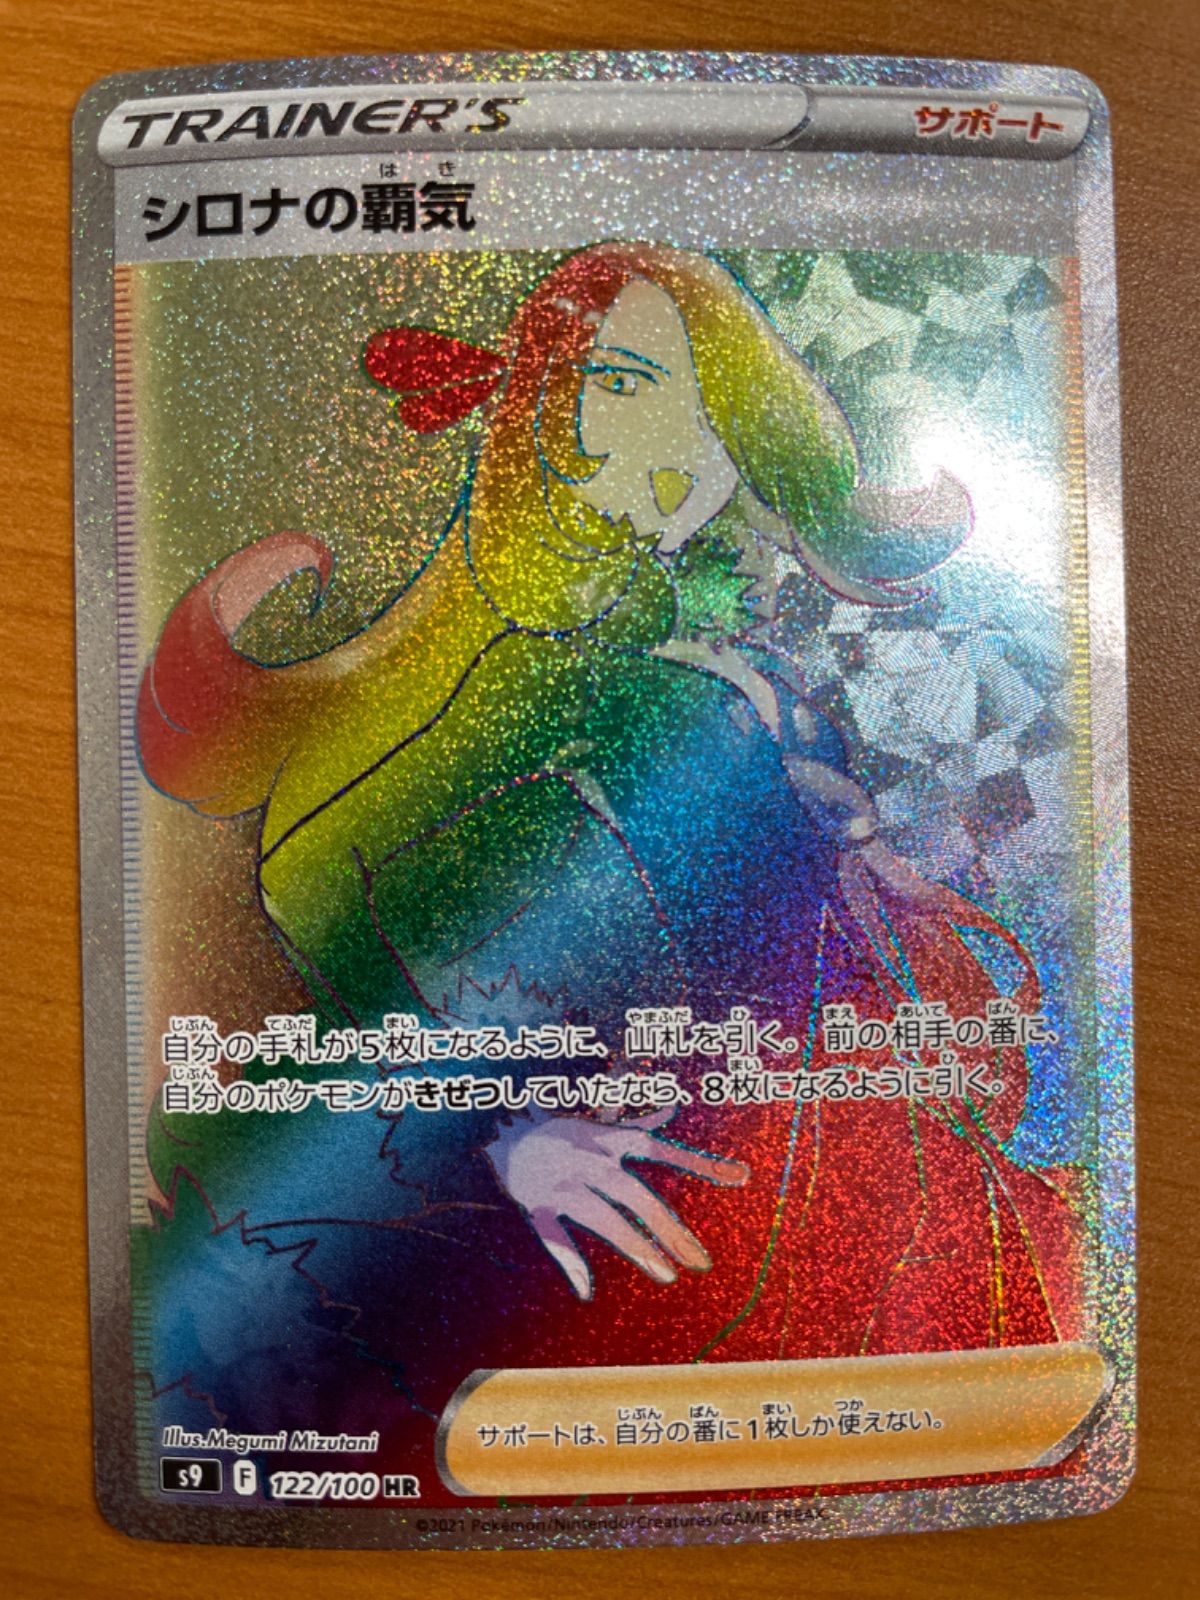 TRAINER'S
サポート
はき
シロナの覇気
じぶん てふだ まい やまふだ ひ まえ あいて ばん
自分の手札が5枚になるように、山札を引く。前の相手の番に、
じぶん まい ひ
自分のポケモンがきぜつしていたなら、8枚になるように引く。
じぶん ばん まい つか
サポートは、自分の番に1枚しか使えない。
Illus.Megumi Mizutani
s9 F 122/100 HR
©2021 Pokémon/Nintendo/Creatures/GAME FREAK.